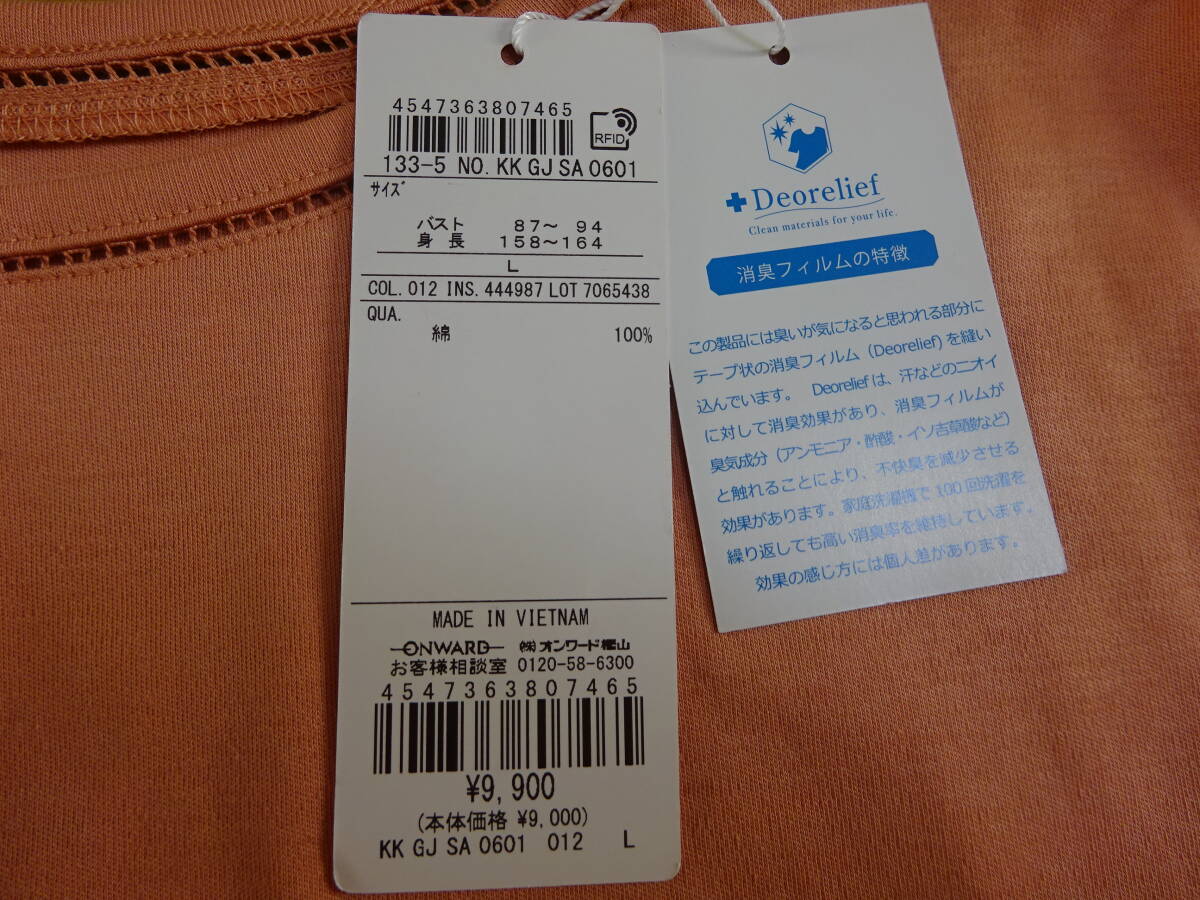 4547363807465
RFID
133-5 NO. KK GJ SA 0601
サイズ
バスト 87~ 94
身長 158~164
L
COL. 012 INS. 444987 LOT 7065438
QUA.
綿 100%
MADE IN VIETNAM
ONWARD ㈱オンワード樫山
お客様相談室 0120-58-6300
4547363807465
¥9,900
(本体価格 ¥9,000)
KK GJ SA 0601 012 L
Deorelief
Clean materials for your life.
消臭フィルムの特徴
この製品には臭いが気になると思われる部分に
テープ状の消臭フィルム(Deorelief)を縫い
込んでいます。 Deoreliefは、汗などのニオイ
に対して消臭効果があり、消臭フィルムが
臭気成分(アンモニア・酢酸・イソ吉草酸など)
と触れることにより、不快臭を減少させる
効果があります。家庭洗濯機で100回洗濯を
繰り返しても高い消臭率を維持しています。
効果の感じ方には個人差があります。